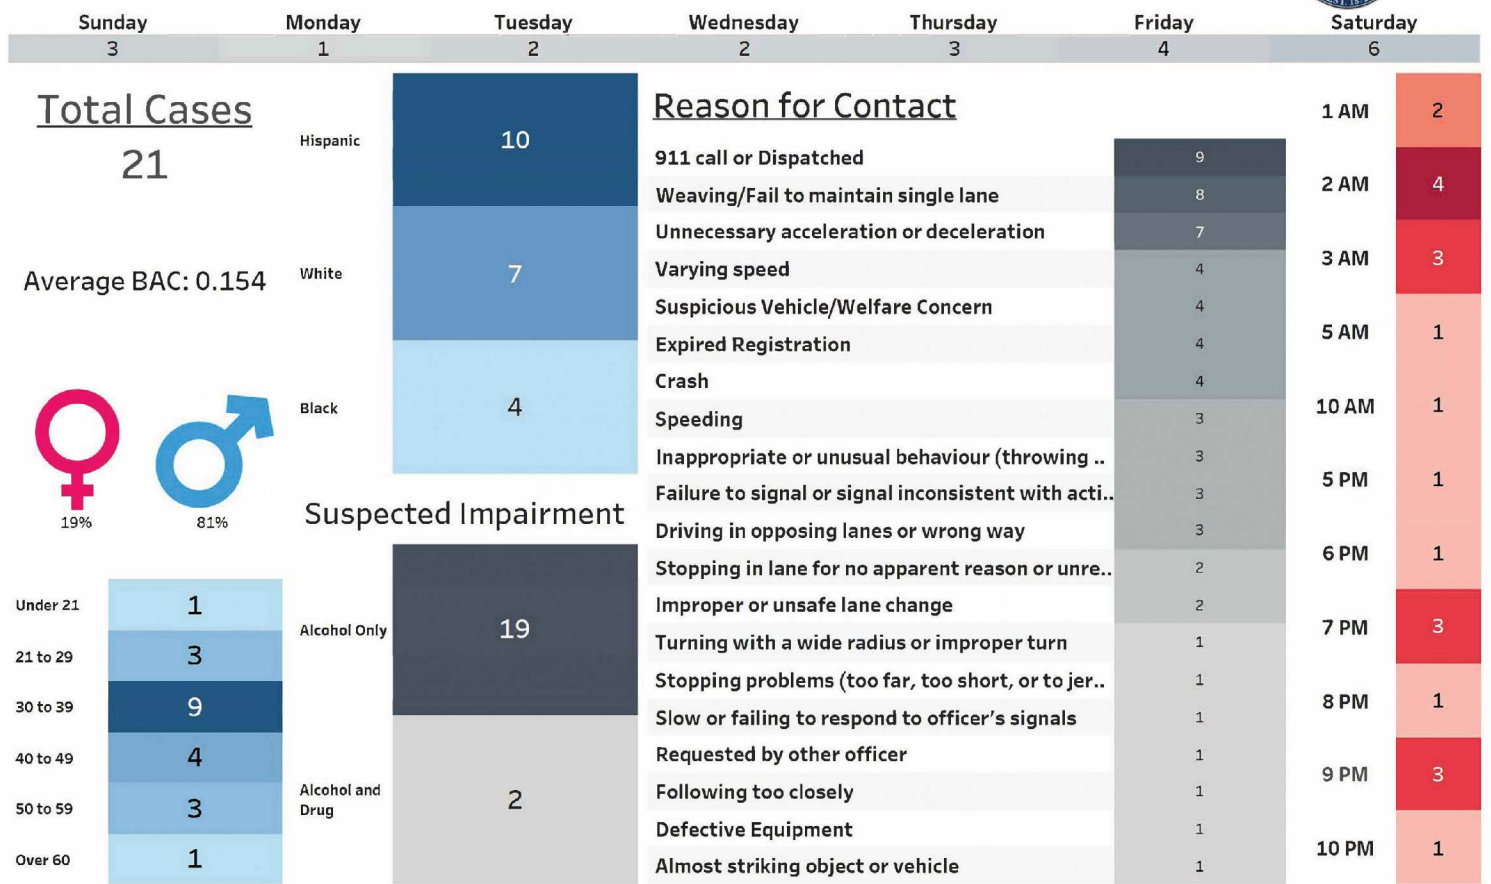 Sunday Monday Tuesday Wednesday Thursday Friday Saturday
3 1 2 2 3 4 6
Total Cases
21
Average BAC: 0.154
19% 81%
Under 21 1
21 to 29 3
30 to 39 9
40 to 49 4
50 to 59 3
Over 60 1
Hispanic 10
White 7
Black 4
Suspected Impairment
Alcohol Only 19
Alcohol and
Drug 2
Reason for Contact
911 call or Dispatched 9
Weaving/Fail to maintain single lane 8
Unnecessary acceleration or deceleration 7
Varying speed 4
Suspicious Vehicle/Welfare Concern 4
Expired Registration 4
Crash 4
Speeding 3
Inappropriate or unusual behaviour (throwing .. 3
Failure to signal or signal inconsistent with acti.. 3
Driving in opposing lanes or wrong way 3
Stopping in lane for no apparent reason or unre.. 2
Improper or unsafe lane change 2
Turning with a wide radius or improper turn 1
Stopping problems (too far, too short, or to jer.. 1
Slow or failing to respond to officer's signals 1
Requested by other officer 1
Following too closely 1
Defective Equipment 1
Almost striking object or vehicle 1
1 AM 2
2 AM 4
3 AM 3
5 AM 1
10 AM 1
5 PM 1
6 PM 1
7 PM 3
8 PM 1
9 PM 3
10 PM 1